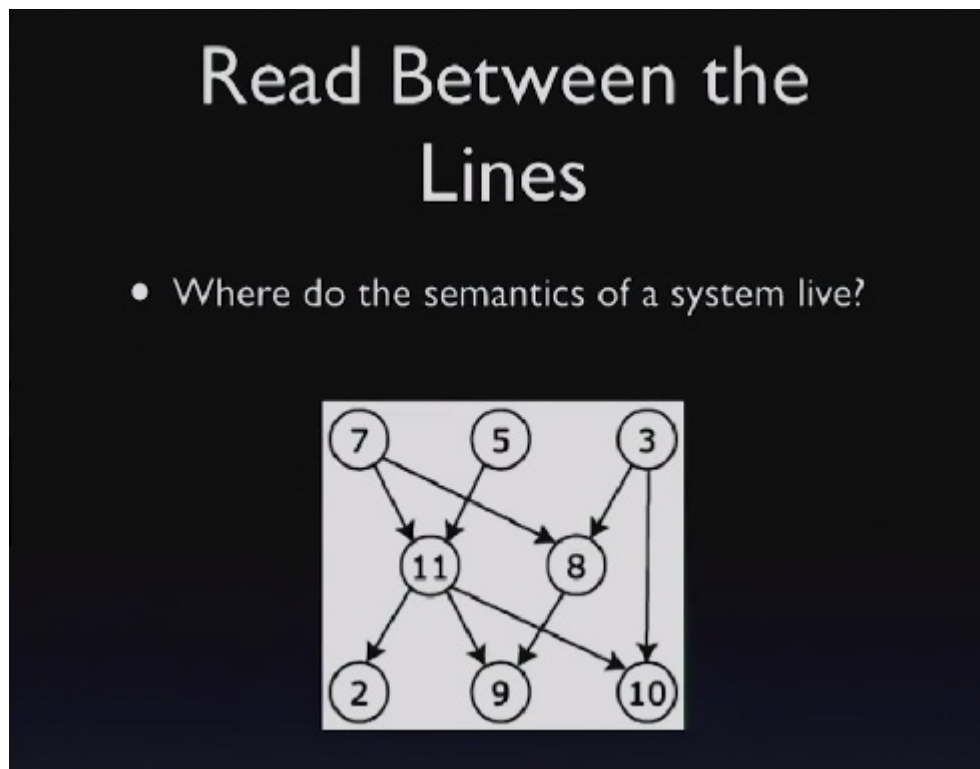 Read Between the
Lines
• Where do the semantics of a system live?
7 5 3
11 8
2 9 10